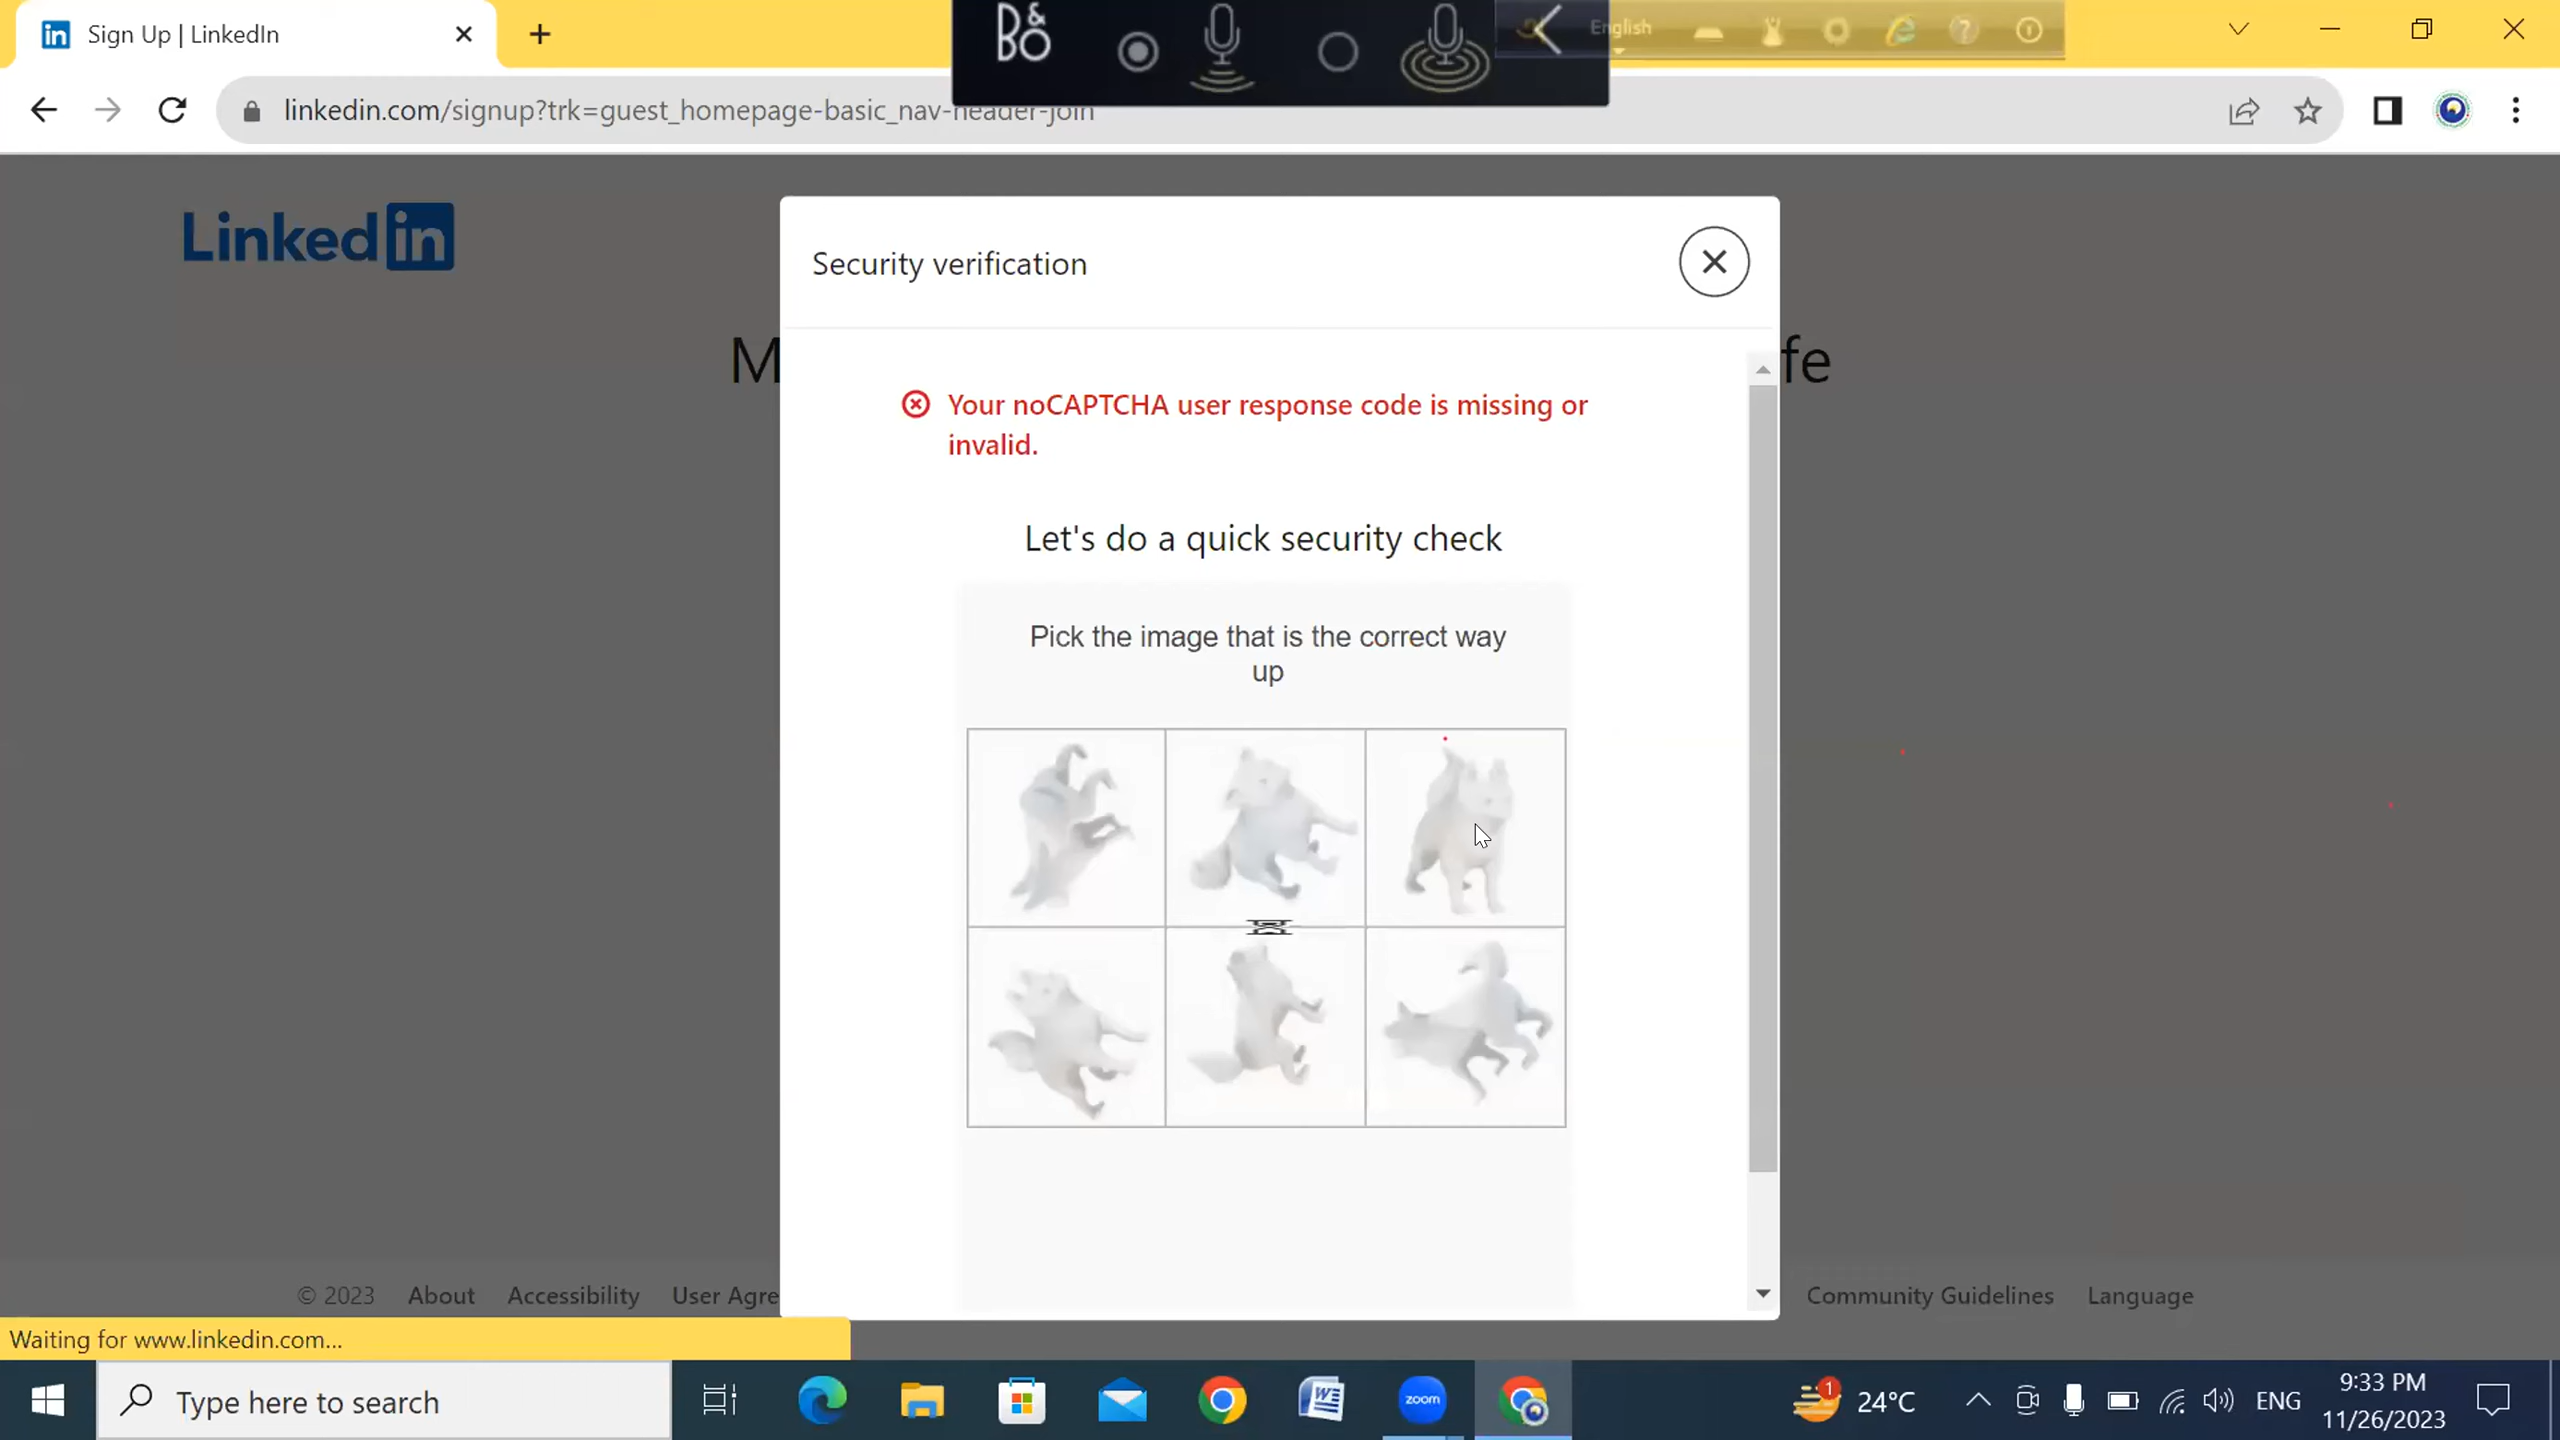 Sign Up | LinkedIn
B&O
English
linkedin.com/signup?trk=guest_homepage-basic_nav-header-join
LinkedIn
M
fe
Security verification
Your noCAPTCHA user response code is missing or
invalid.
Let's do a quick security check
Pick the image that is the correct way
up
© 2023 About Accessibility User Agre
Community Guidelines Language
Waiting for www.linkedin.com...
Type here to search
zoom
1
24°C
ENG
9:33 PM
11/26/2023